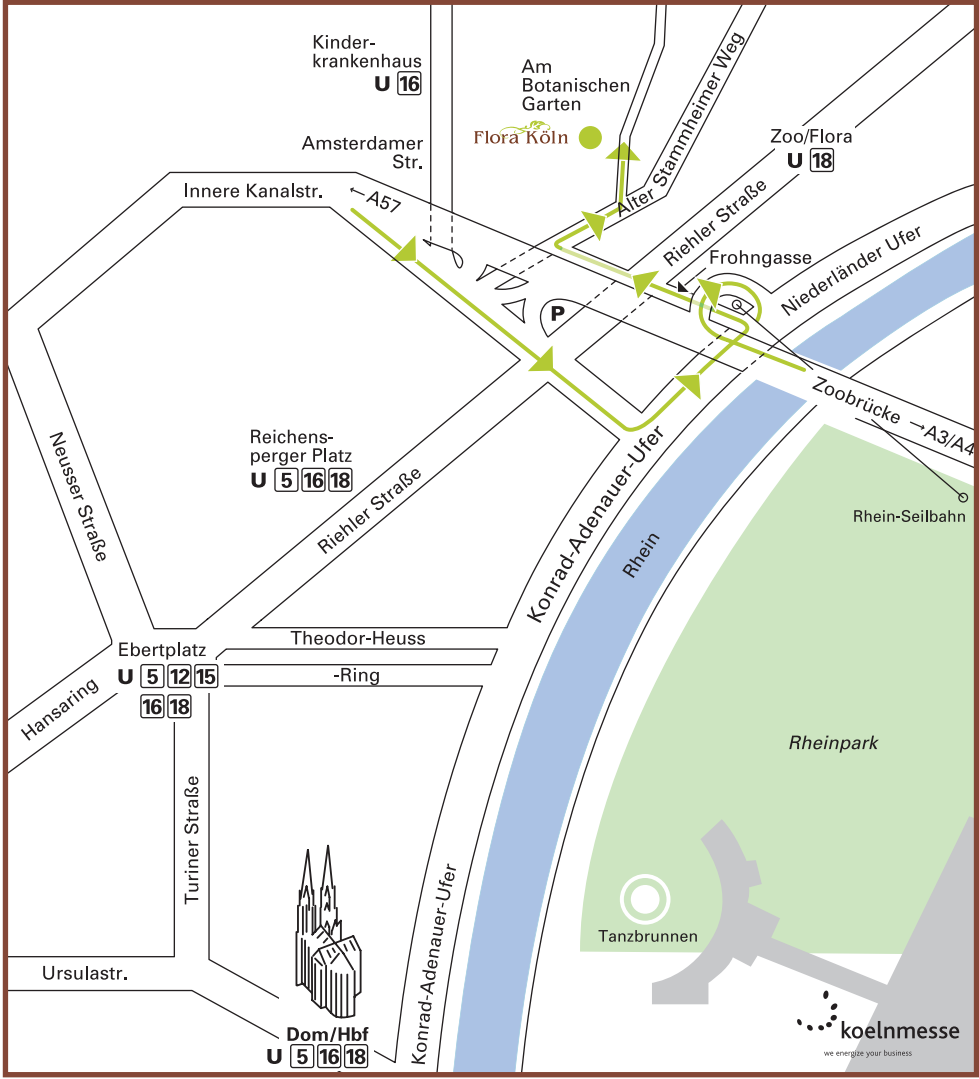 Kinder-
krankenhaus
U 16
Am
Botanischen
Garten
Flora Köln
Amsterdamer
Str.
Alter Stammheimer Weg
Zoo/Flora
U 18
Innere Kanalstr.
← A57
Riehler Straße
Frohngasse
Niederländer Ufer
P
Zoobrücke → A3/A4
Neusser Straße
Reichens-
perger Platz
U 5 16 18
Riehler Straße
Konrad-Adenauer-Ufer
Rhein
Rhein-Seilbahn
Theodor-Heuss
-Ring
Ebertplatz
U 5 12 15
16 18
Hansaring
Rheinpark
Turiner Straße
Konrad-Adenauer-Ufer
Tanzbrunnen
Ursulastr.
Dom/Hbf
U 5 16 18
koelnmesse
we energize your business